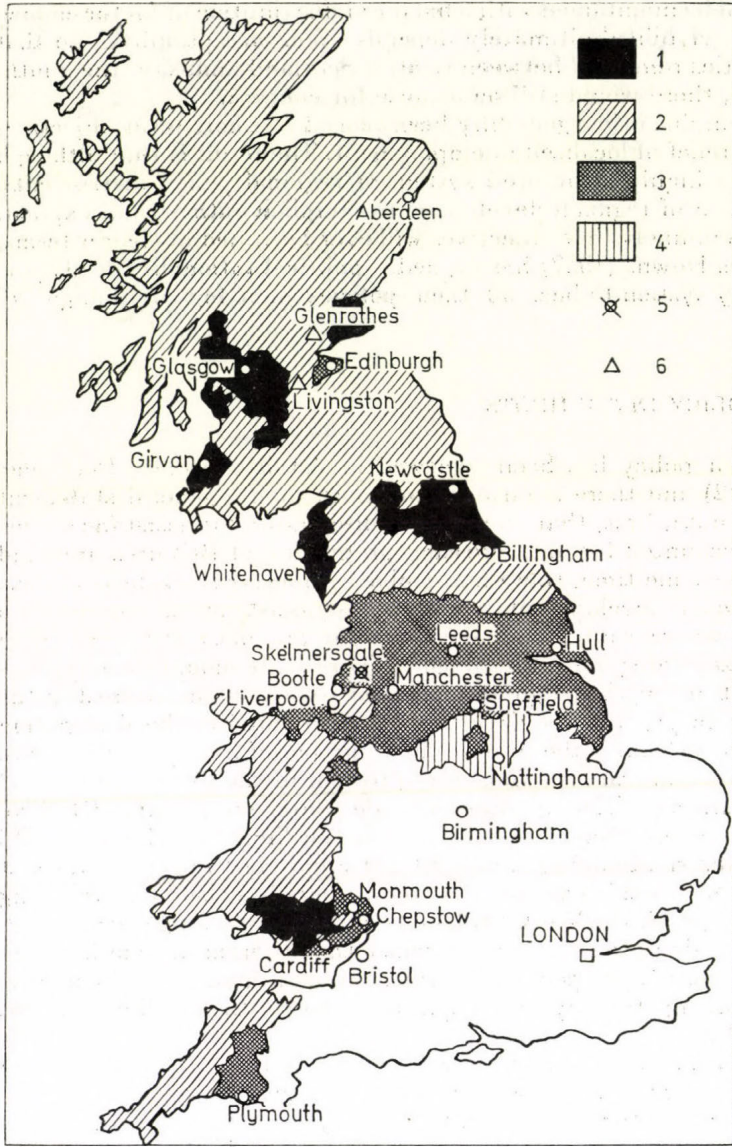 1
2
Aberdeen
3
4
Glenrothes
5
Glasgow
Edinburgh
6
Livingston
Girvan
Newcastle
Whitehaven
Billingham
Skelmersdale
Leeds
Hull
Bootle
Manchester
Liverpool
Sheffield
Nottingham
Birmingham
Monmouth
Chepstow
LONDON
Cardiff
Bristol
Plymouth